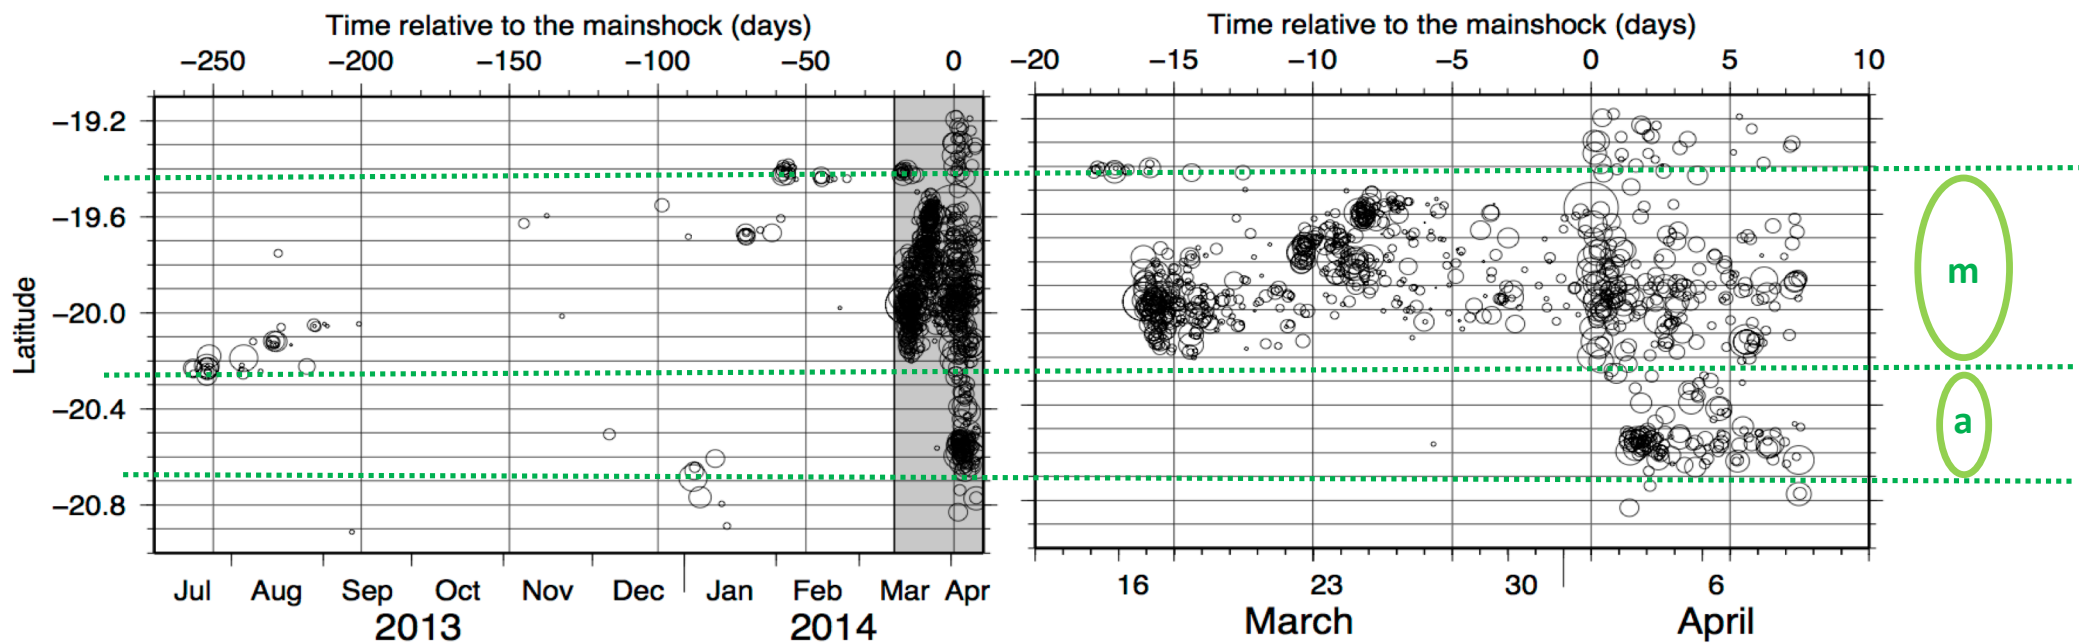 Time relative to the mainshock (days)
−250 −200 −150 −100 −50 0
−19.2
−19.6
−20.0
−20.4
−20.8
Latitude
Jul Aug Sep Oct Nov Dec Jan Feb Mar Apr
2013 2014
Time relative to the mainshock (days)
−20 −15 −10 −5 0 5 10
16 23 30 6
March April
m
a